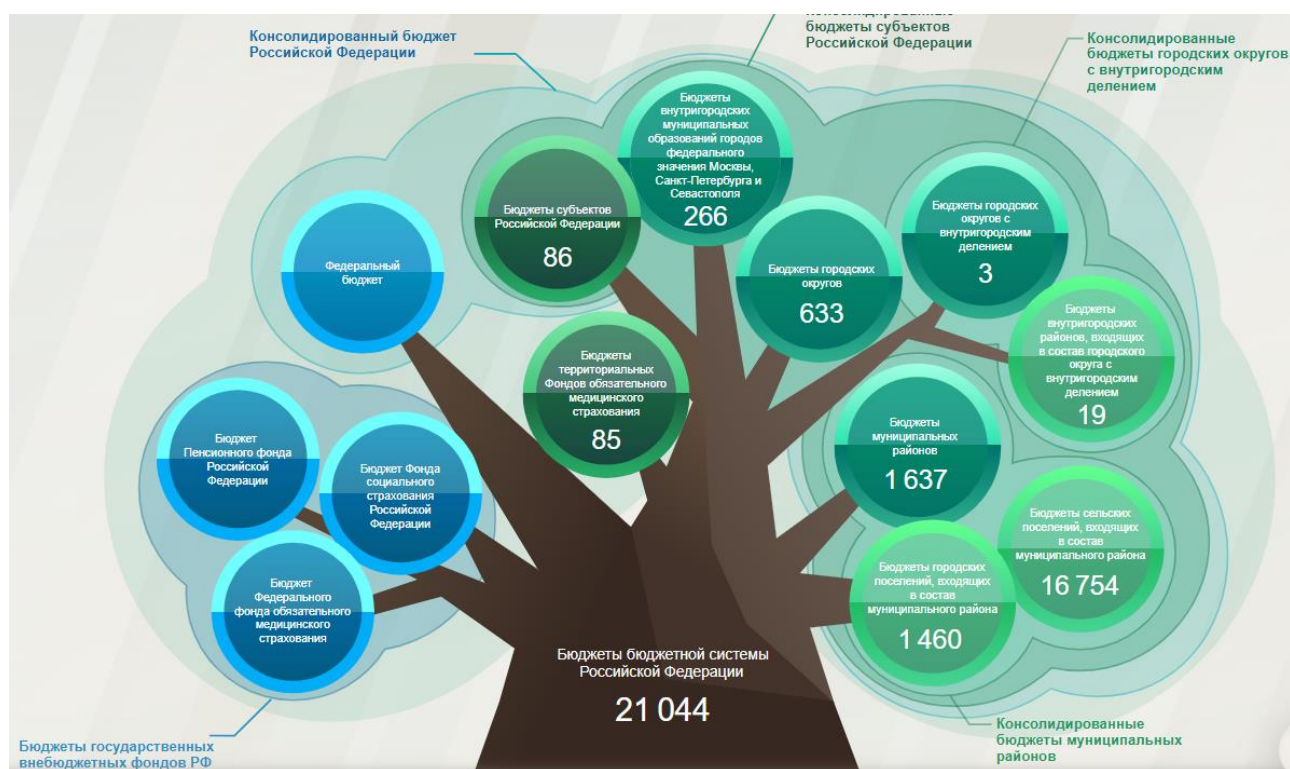 Консолидированный бюджет
Российской Федерации
консолидированные
бюджеты субъектов
Российской Федерации
Консолидированные
бюджеты городских округов
с внутригородским
делением
Бюджеты
внутригородских
муниципальных
образований городов
федерального
значения Москвы,
Санкт-Петербурга и
Севастополя
266
Бюджеты субъектов
Российской Федерации
86
Федеральный
бюджет
Бюджеты городских
округов
633
Бюджеты городских
округов с
внутригородским
делением
3
Бюджеты
внутригородских
районов, входящих
в состав городского
округа с
внутригородским
делением
19
Бюджеты
территориальных
Фондов обязательного
медицинского
страхования
85
Бюджеты
муниципальных
районов
1 637
Бюджет
Пенсионного фонда
Российской
Федерации
Бюджет Фонда
социального
страхования
Российской
Федерации
Бюджет
Федерального
фонда обязательного
медицинского
страхования
Бюджеты сельских
поселений, входящих
в состав
муниципального района
16 754
Бюджеты городских
поселений, входящих
в состав
муниципального района
1 460
Бюджеты бюджетной системы
Российской Федерации
21 044
Бюджеты государственных
внебюджетных фондов РФ
Консолидированные
бюджеты муниципальных
районов